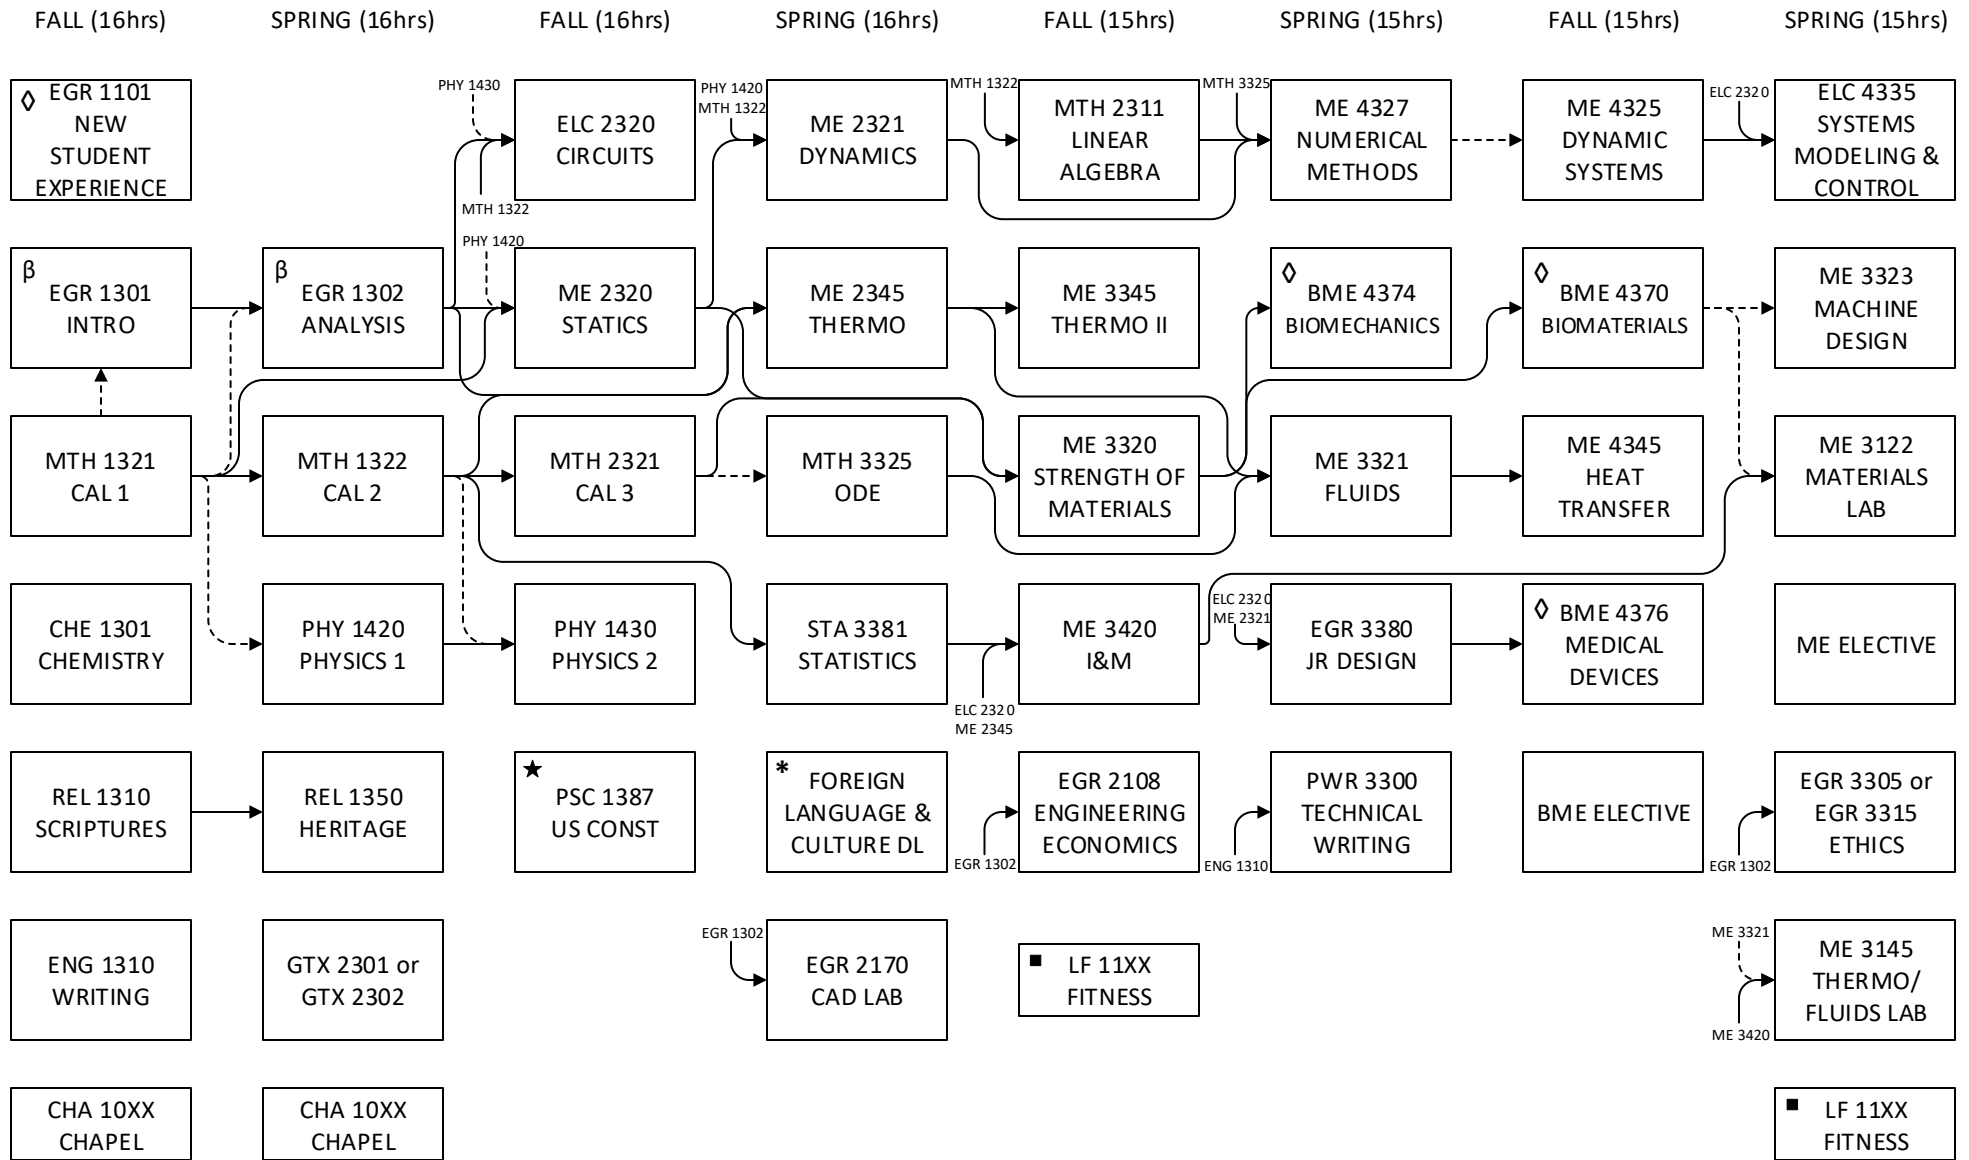 FALL (16hrs)
SPRING (16hrs)
FALL (16hrs)
SPRING (16hrs)
FALL (15hrs)
SPRING (15hrs)
FALL (15hrs)
SPRING (15hrs)
◊ EGR 1101
NEW
STUDENT
EXPERIENCE
PHY 1430
MTH 1322
ELC 2320
CIRCUITS
PHY 1420
MTH 1322
ME 2321
DYNAMICS
MTH 1322
MTH 2311
LINEAR
ALGEBRA
MTH 3325
ME 4327
NUMERICAL
METHODS
ME 4325
DYNAMIC
SYSTEMS
ELC 2320
ELC 4335
SYSTEMS
MODELING &
CONTROL
β
EGR 1301
INTRO
β
EGR 1302
ANALYSIS
PHY 1420
ME 2320
STATICS
ME 2345
THERMO
ME 3345
THERMO II
◊
BME 4374
BIOMECHANICS
◊
BME 4370
BIOMATERIALS
ME 3323
MACHINE
DESIGN
MTH 1321
CAL 1
MTH 1322
CAL 2
MTH 2321
CAL 3
MTH 3325
ODE
ME 3320
STRENGTH OF
MATERIALS
ME 3321
FLUIDS
ME 4345
HEAT
TRANSFER
ME 3122
MATERIALS
LAB
CHE 1301
CHEMISTRY
PHY 1420
PHYSICS 1
PHY 1430
PHYSICS 2
STA 3381
STATISTICS
ELC 2320
ME 2345
ME 3420
I&M
ELC 2320
ME 2321
EGR 3380
JR DESIGN
◊ BME 4376
MEDICAL
DEVICES
ME ELECTIVE
REL 1310
SCRIPTURES
REL 1350
HERITAGE
★
PSC 1387
US CONST
* FOREIGN
LANGUAGE &
CULTURE DL
EGR 1302
EGR 2108
ENGINEERING
ECONOMICS
ENG 1310
PWR 3300
TECHNICAL
WRITING
BME ELECTIVE
EGR 1302
EGR 3305 or
EGR 3315
ETHICS
ENG 1310
WRITING
GTX 2301 or
GTX 2302
EGR 1302
EGR 2170
CAD LAB
■ LF 11XX
FITNESS
ME 3321
ME 3420
ME 3145
THERMO/
FLUIDS LAB
CHA 10XX
CHAPEL
CHA 10XX
CHAPEL
■ LF 11XX
FITNESS